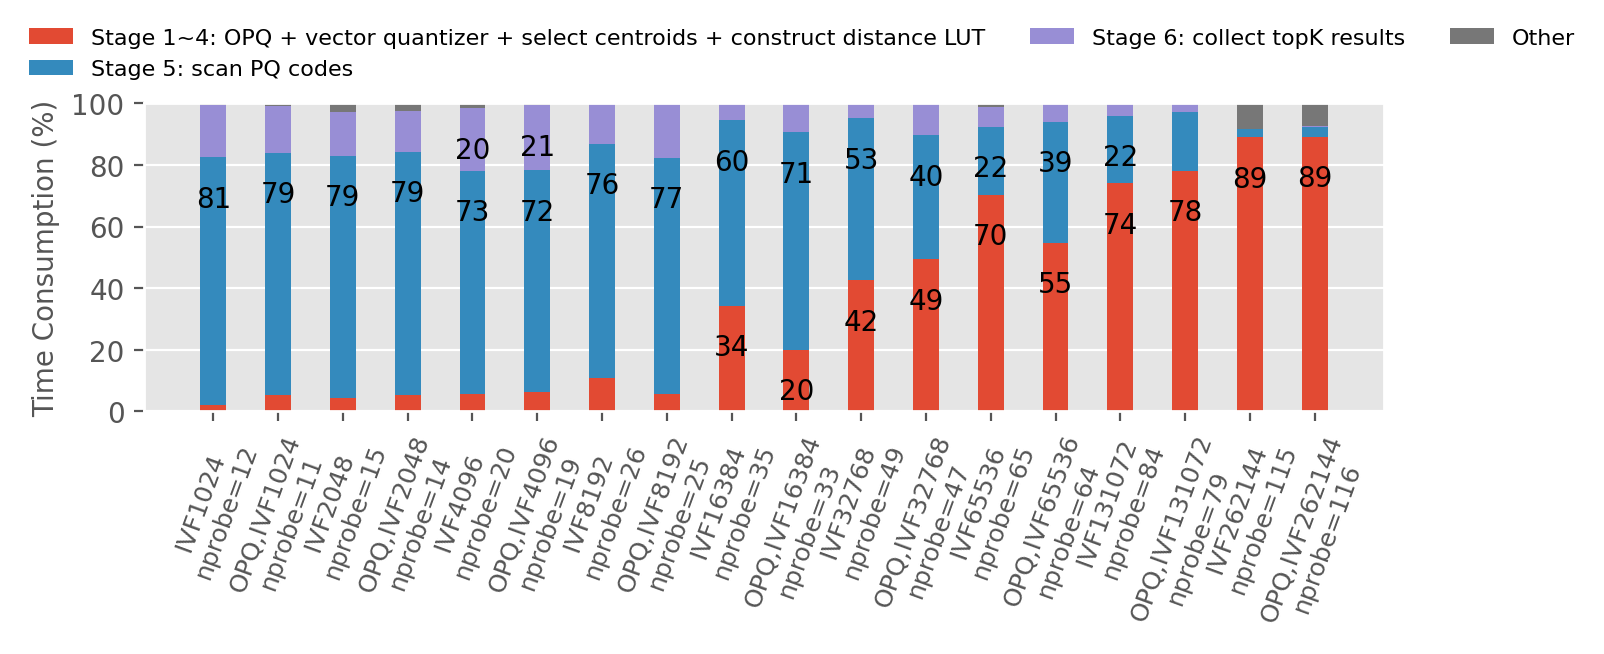 Stage 1~4: OPQ + vector quantizer + select centroids + construct distance LUT
Stage 5: scan PQ codes
Stage 6: collect topK results
Other
Time Consumption (%)
100
80
60
40
20
0
81
79
79
79
20
73
21
72
76
77
60
34
71
20
53
42
40
49
22
70
39
55
22
74
78
89
89
IVF1024
nprobe=12
OPQ,IVF1024
nprobe=11
IVF2048
nprobe=15
OPQ,IVF2048
nprobe=14
IVF4096
nprobe=20
OPQ,IVF4096
nprobe=19
IVF8192
nprobe=26
OPQ,IVF8192
nprobe=25
IVF16384
nprobe=35
OPQ,IVF16384
nprobe=33
IVF32768
nprobe=49
OPQ,IVF32768
nprobe=47
IVF65536
nprobe=65
OPQ,IVF65536
nprobe=64
IVF131072
nprobe=84
OPQ,IVF131072
nprobe=79
IVF262144
nprobe=115
OPQ,IVF262144
nprobe=116